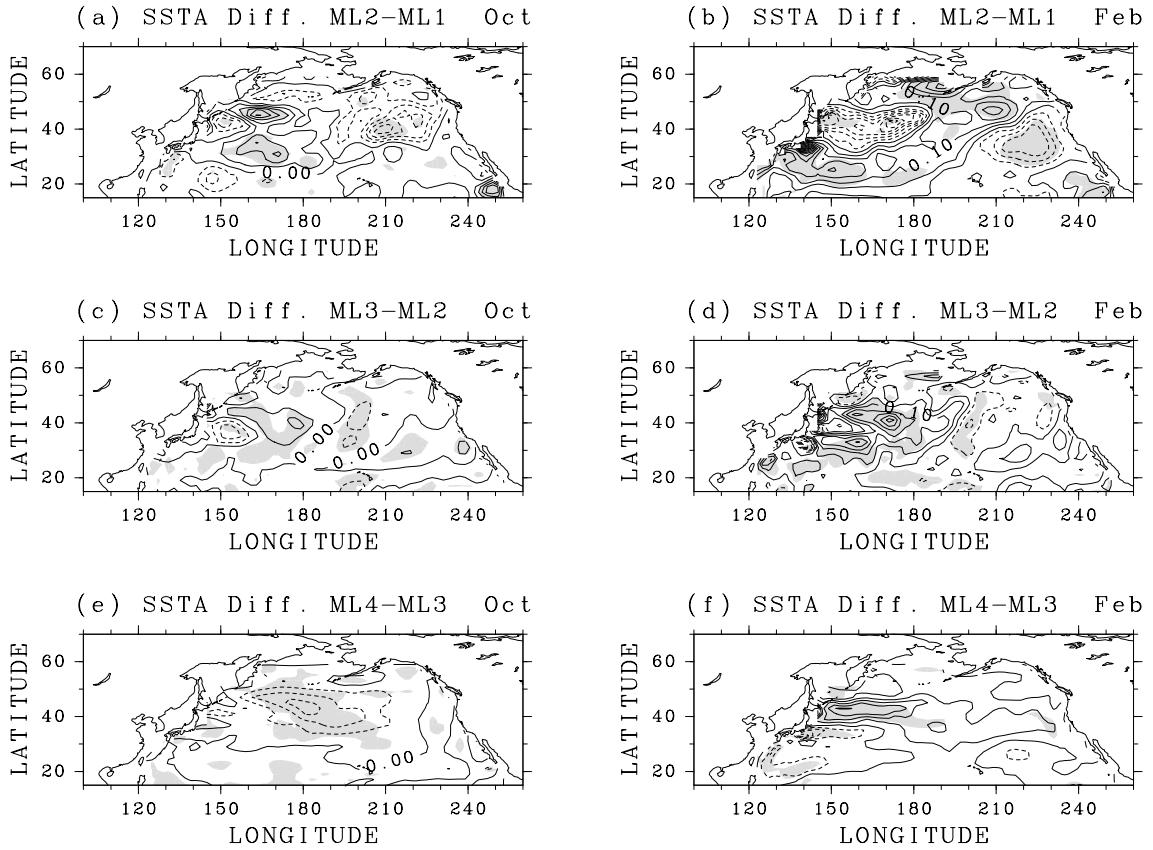 (a) SSTA Diff. ML2-ML1 Oct
(b) SSTA Diff. ML2-ML1 Feb
LATITUDE
60
40
20
0.00
120 150 180 210 240
LONGITUDE
LATITUDE
60
40
20
0.10
0.10
120 150 180 210 240
LONGITUDE
(c) SSTA Diff. ML3-ML2 Oct
(d) SSTA Diff. ML3-ML2 Feb
LATITUDE
60
40
20
0.00
0.00
120 150 180 210 240
LONGITUDE
LATITUDE
60
40
20
0.10
120 150 180 210 240
LONGITUDE
(e) SSTA Diff. ML4-ML3 Oct
(f) SSTA Diff. ML4-ML3 Feb
LATITUDE
60
40
20
0.00
120 150 180 210 240
LONGITUDE
LATITUDE
60
40
20
120 150 180 210 240
LONGITUDE